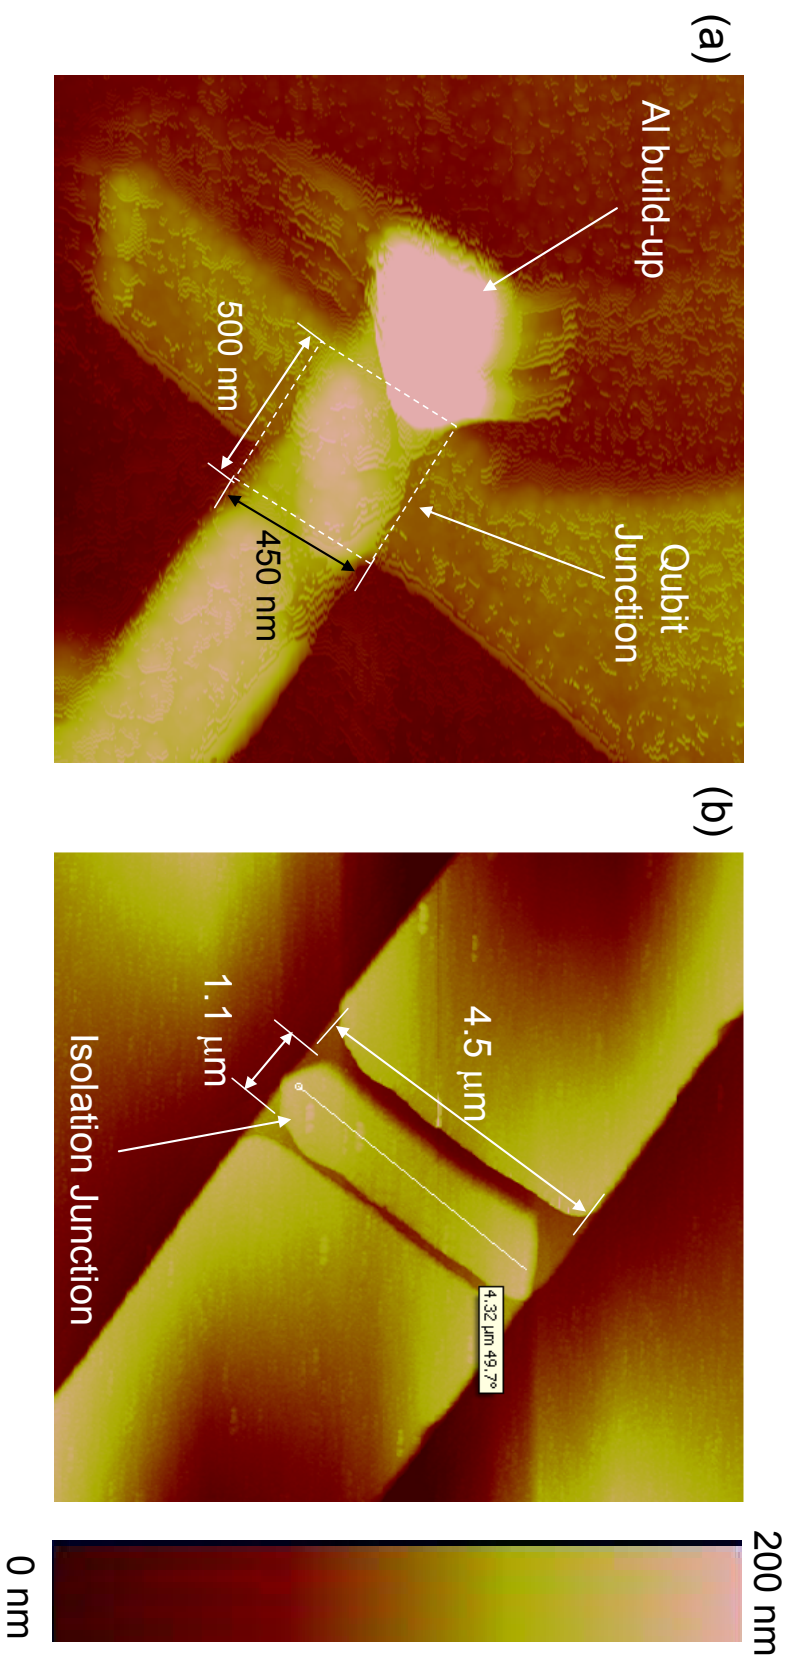 (a)
Al build-up
Qubit
Junction
500 nm
450 nm
(b)
4.5 μm
1.1 μm
Isolation Junction
4.32 μm 49.7°
200 nm
0 nm